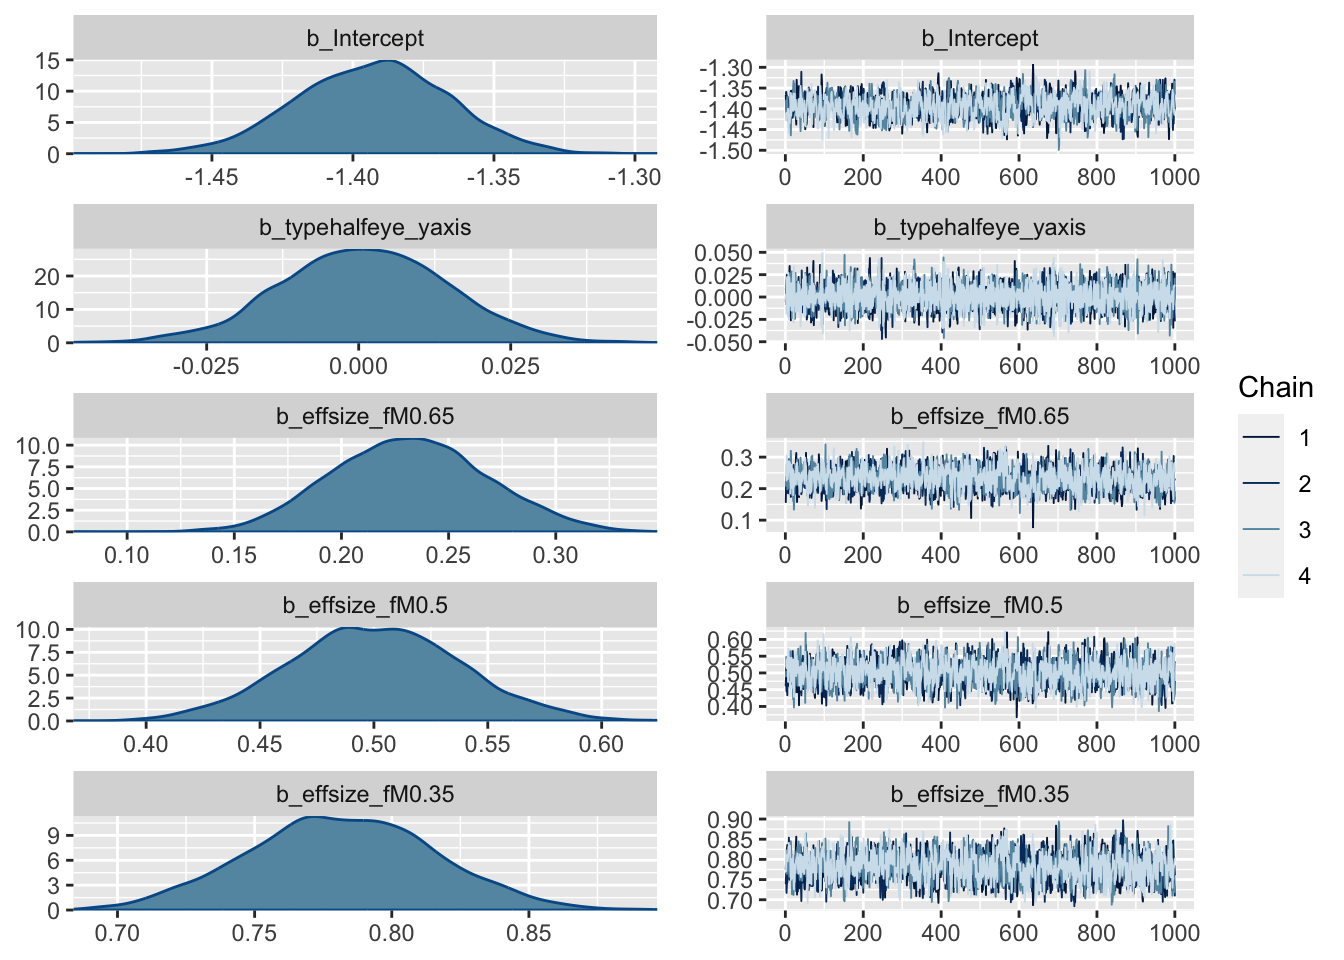 b_Intercept
15
10
5
0
-1.45 -1.40 -1.35 -1.30
b_Intercept
-1.30
-1.35
-1.40
-1.45
-1.50
0 200 400 600 800 1000
b_typehalfeye_yaxis
20
10
0
-0.025 0.000 0.025
b_typehalfeye_yaxis
0.050
0.025
0.000
-0.025
-0.050
0 200 400 600 800 1000
b_effsize_fM0.65
10.0
7.5
5.0
2.5
0.0
0.10 0.15 0.20 0.25 0.30
b_effsize_fM0.65
0.3
0.2
0.1
0 200 400 600 800 1000
b_effsize_fM0.5
10.0
7.5
5.0
2.5
0.0
0.40 0.45 0.50 0.55 0.60
b_effsize_fM0.5
0.60
0.55
0.50
0.45
0.40
0 200 400 600 800 1000
b_effsize_fM0.35
9
6
3
0
0.70 0.75 0.80 0.85
b_effsize_fM0.35
0.90
0.85
0.80
0.75
0.70
0 200 400 600 800 1000
Chain
1
2
3
4